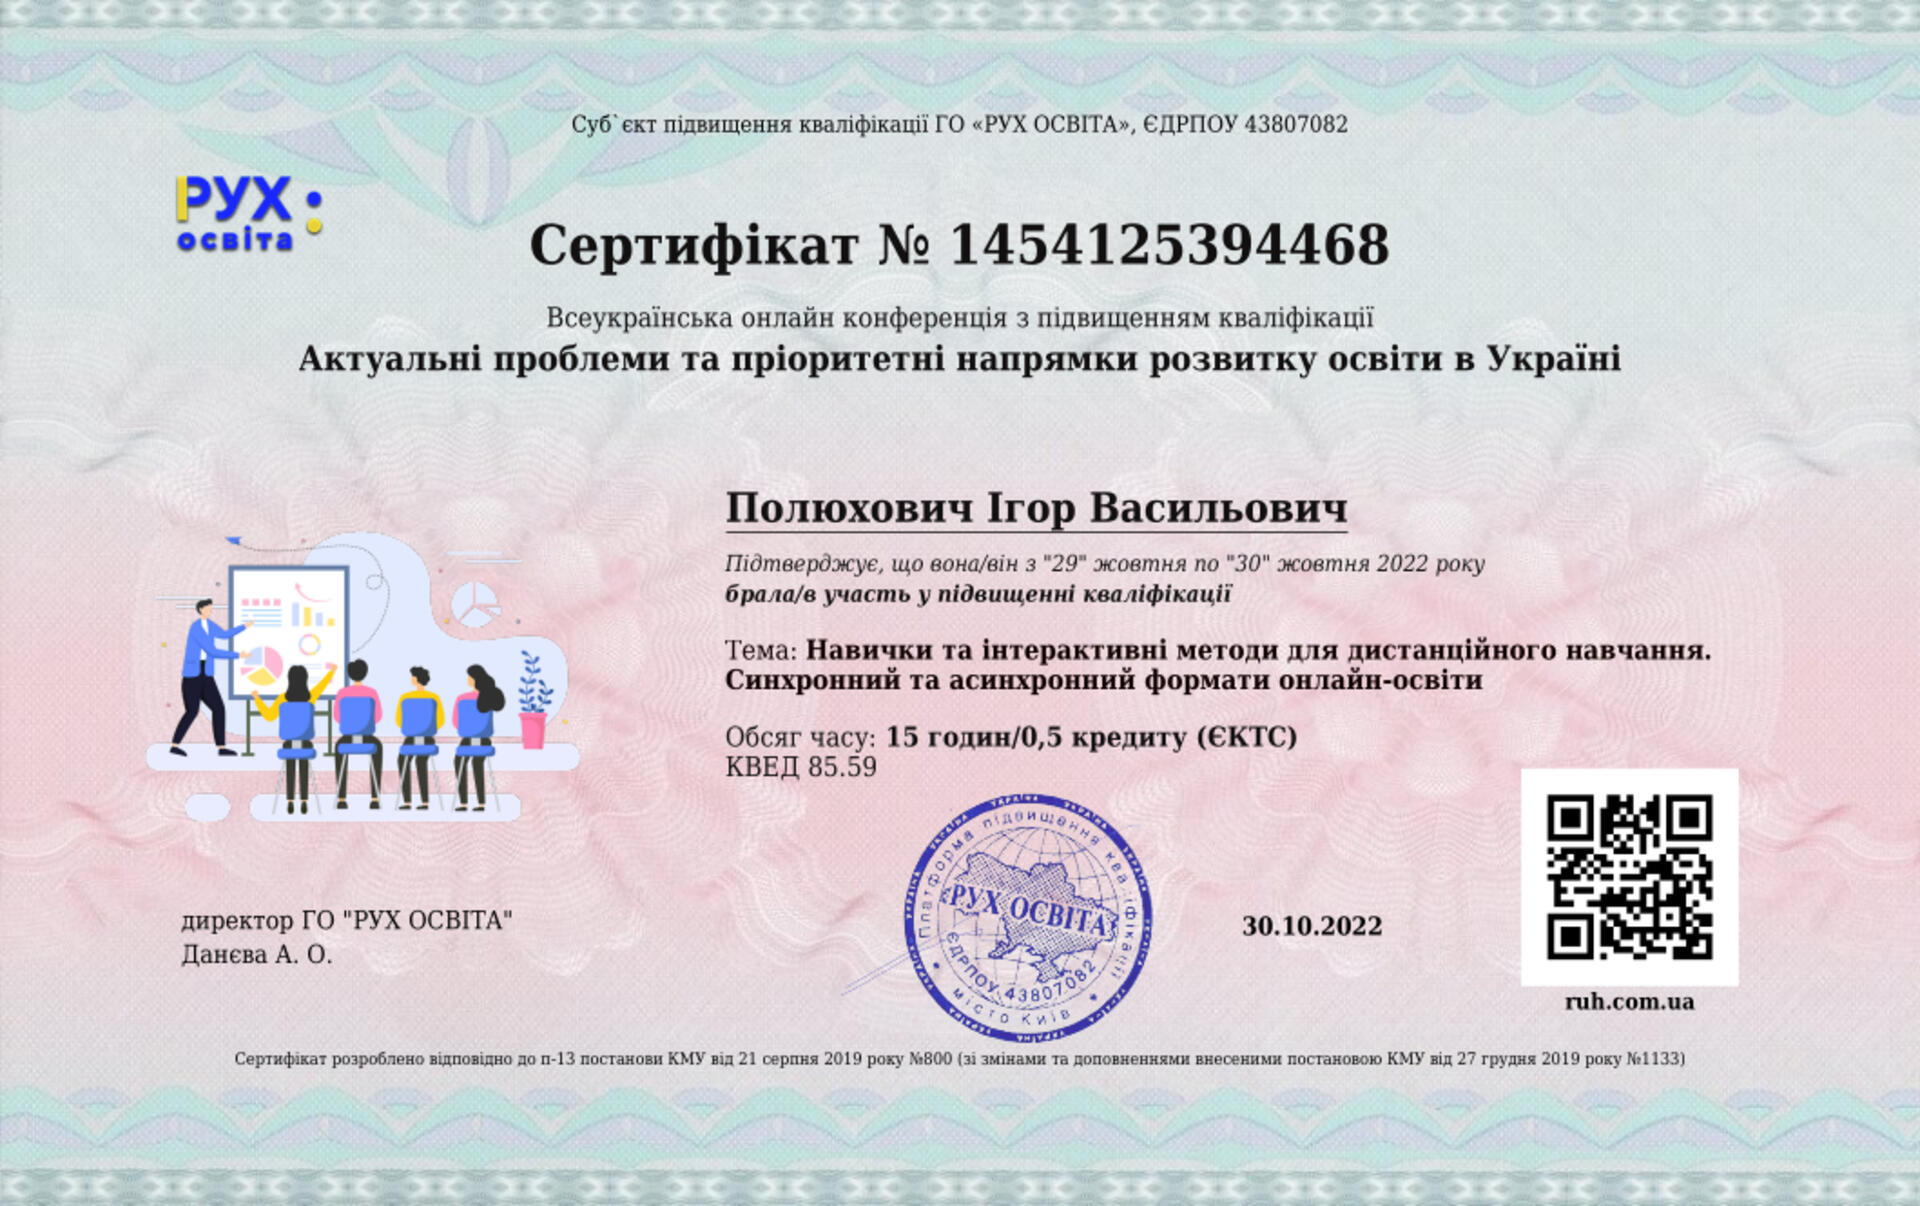 Суб`єкт підвищення кваліфікації ГО «РУХ ОСВІТА», ЄДРПОУ 43807082
РУХ
освіта
Сертифікат № 1454125394468
Всеукраїнська онлайн конференція з підвищенням кваліфікації
Актуальні проблеми та пріоритетні напрямки розвитку освіти в Україні
Полюхович Ігор Васильович
Підтверджує, що вона/він з "29" жовтня по "30" жовтня 2022 року
брала/в участь у підвищенні кваліфікації
Тема: Навички та інтерактивні методи для дистанційного навчання.
Синхронний та асинхронний формати онлайн-освіти
Обсяг часу: 15 годин/0,5 кредиту (ЄКТС)
КВЕД 85.59
директор ГО "РУХ ОСВІТА"
Данєва А. О.
Платформа підвищення кваліфікації
РУХ ОСВІТА
ЄДРПОУ 43807082
місто Київ
30.10.2022
ruh.com.ua
Сертифікат розроблено відповідно до п-13 постанови КМУ від 21 серпня 2019 року №800 (зі змінами та доповненнями внесеними постановою КМУ від 27 грудня 2019 року №1133)